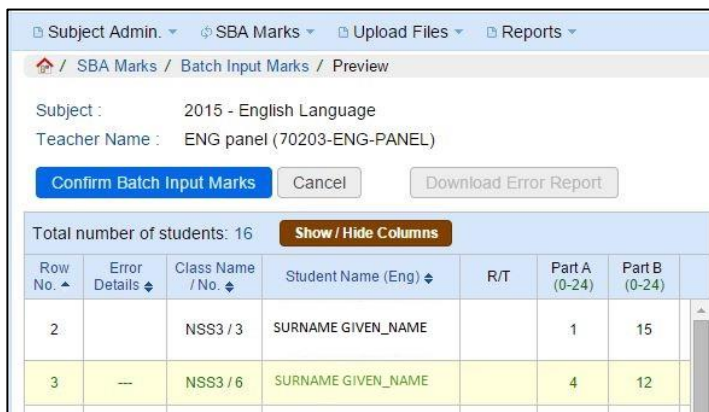 Subject Admin. SBA Marks Upload Files Reports
/ SBA Marks / Batch Input Marks / Preview
Subject : 2015 - English Language
Teacher Name : ENG panel (70203-ENG-PANEL)
Confirm Batch Input Marks Cancel Download Error Report
Total number of students: 16 Show / Hide Columns
Row No. Error Details Class Name / No. Student Name (Eng) R/T Part A (0-24) Part B (0-24)
2 NSS3 / 3 SURNAME GIVEN_NAME 1 15
3 --- NSS3 / 6 SURNAME GIVEN_NAME 4 12